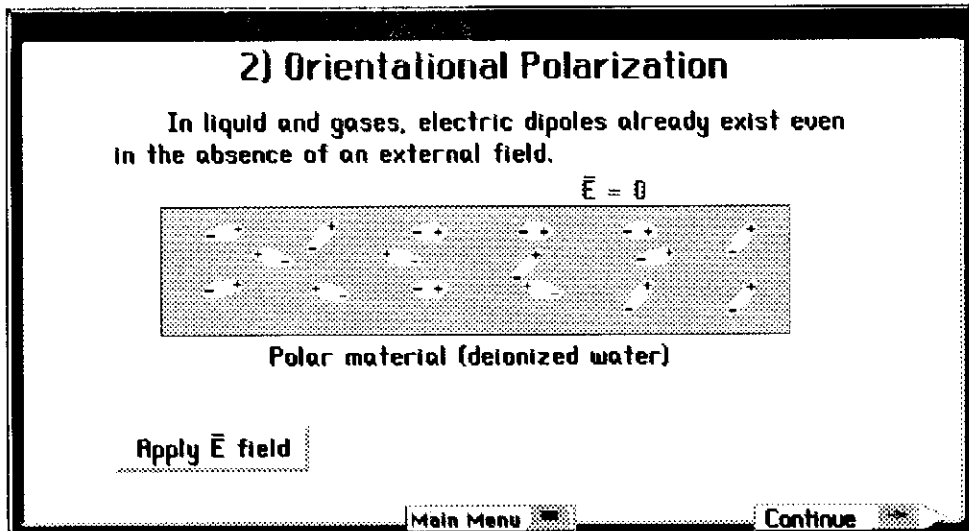 2) Orientational Polarization
In liquid and gases, electric dipoles already exist even
in the absence of an external field.
Ē = 0
Polar material (deionized water)
Apply Ē field
Main Menu
Continue